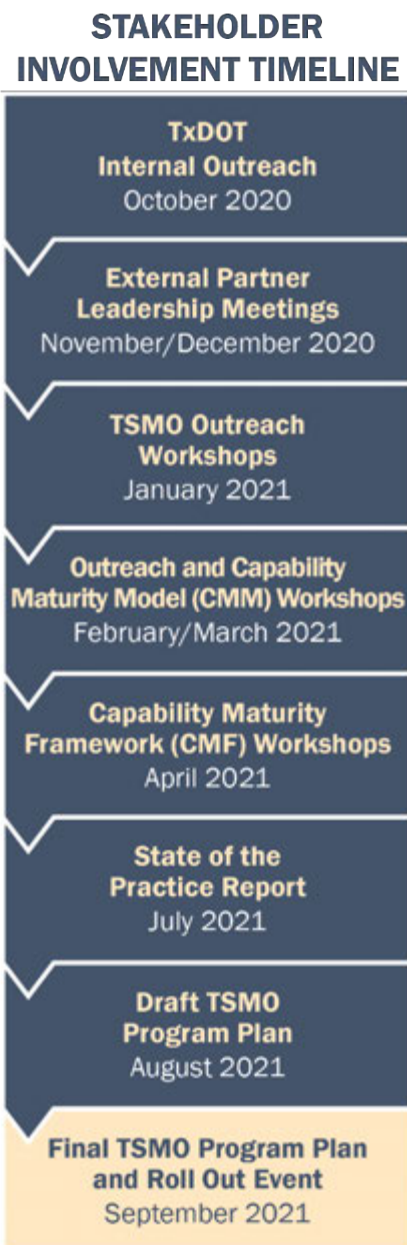 STAKEHOLDER
INVOLVEMENT TIMELINE
TxDOT
Internal Outreach
October 2020
External Partner
Leadership Meetings
November/December 2020
TSMO Outreach
Workshops
January 2021
Outreach and Capability
Maturity Model (CMM) Workshops
February/March 2021
Capability Maturity
Framework (CMF) Workshops
April 2021
State of the
Practice Report
July 2021
Draft TSMO
Program Plan
August 2021
Final TSMO Program Plan
and Roll Out Event
September 2021